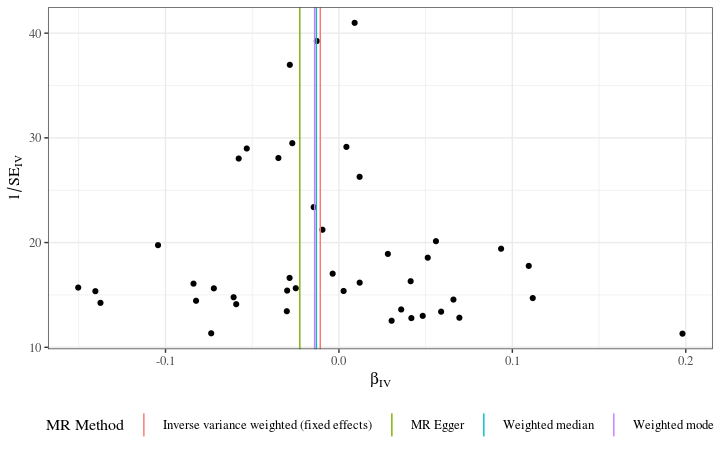 40
30
20
10
1/SE_IV
-0.1
0.0
0.1
0.2
β_IV
MR Method
Inverse variance weighted (fixed effects)
MR Egger
Weighted median
Weighted mode